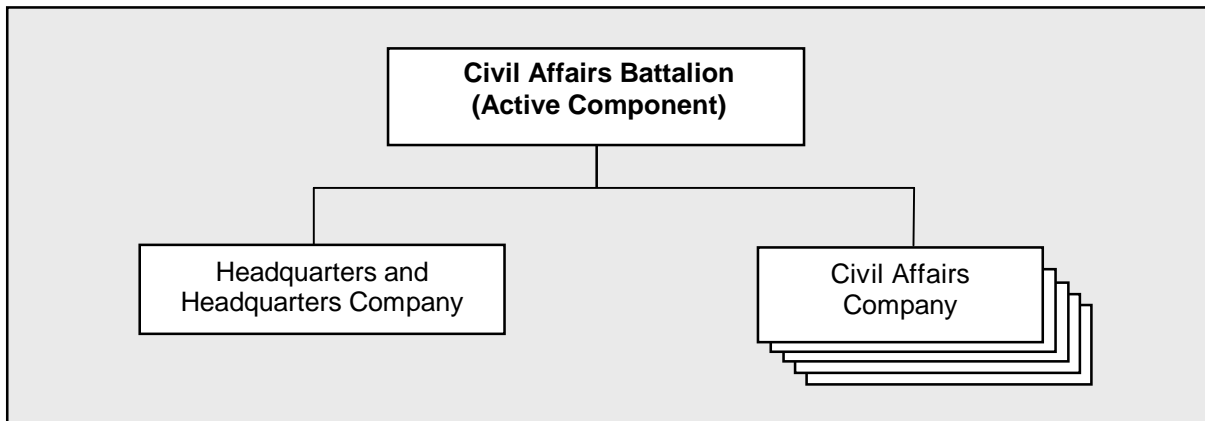 Civil Affairs Battalion
(Active Component)
Headquarters and
Headquarters Company
Civil Affairs
Company